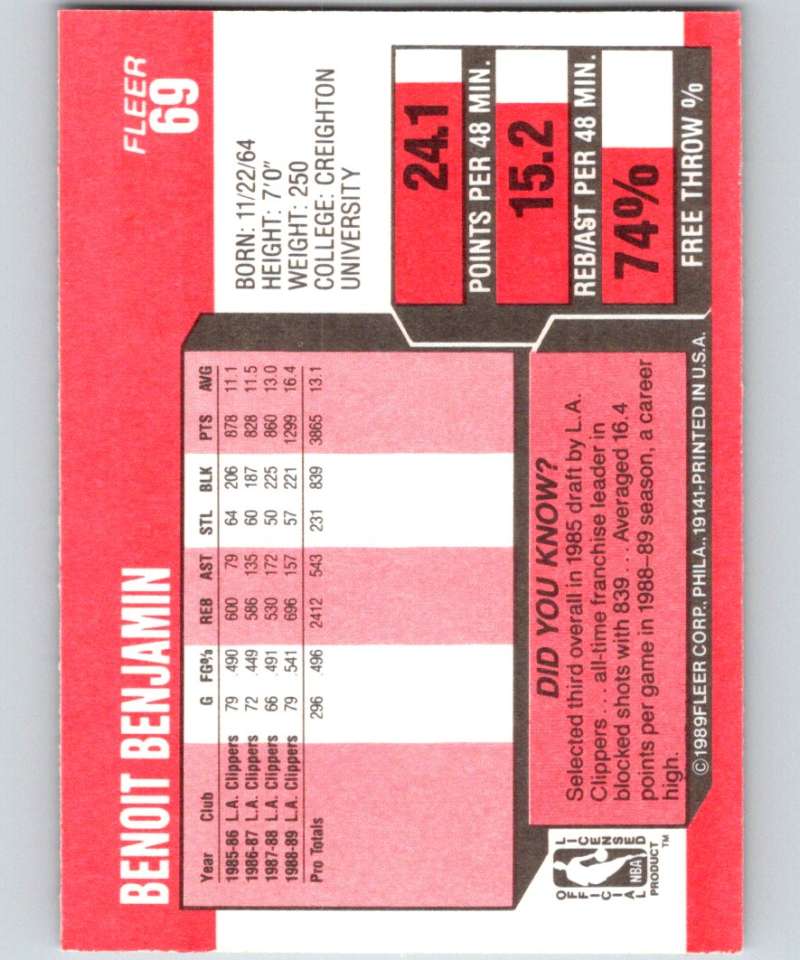 BENOIT BENJAMIN
FLEER
69
BORN: 11/22/64
HEIGHT: 7'0"
WEIGHT: 250
COLLEGE: CREIGHTON
UNIVERSITY
Year Club G FG% REB AST STL BLK PTS AVG
1985-86 L.A. Clippers 79 .490 600 79 64 206 878 11.1
1986-87 L.A. Clippers 72 .449 586 135 60 187 828 11.5
1987-88 L.A. Clippers 66 .491 530 172 50 225 860 13.0
1988-89 L.A. Clippers 79 .541 696 157 57 221 1299 16.4
Pro Totals 296 .496 2412 543 231 839 3865 13.1
24.1
POINTS PER 48 MIN.
15.2
REB/AST PER 48 MIN.
74%
FREE THROW %
DID YOU KNOW?
Selected third overall in 1985 draft by L.A.
Clippers... all-time franchise leader in
blocked shots with 839... Averaged 16.4
points per game in 1988-89 season, a career
high.
OFFICIAL LICENSED
NBA
PRODUCT™
©1989FLEER CORP., PHILA., 19141-PRINTED IN U.S.A.